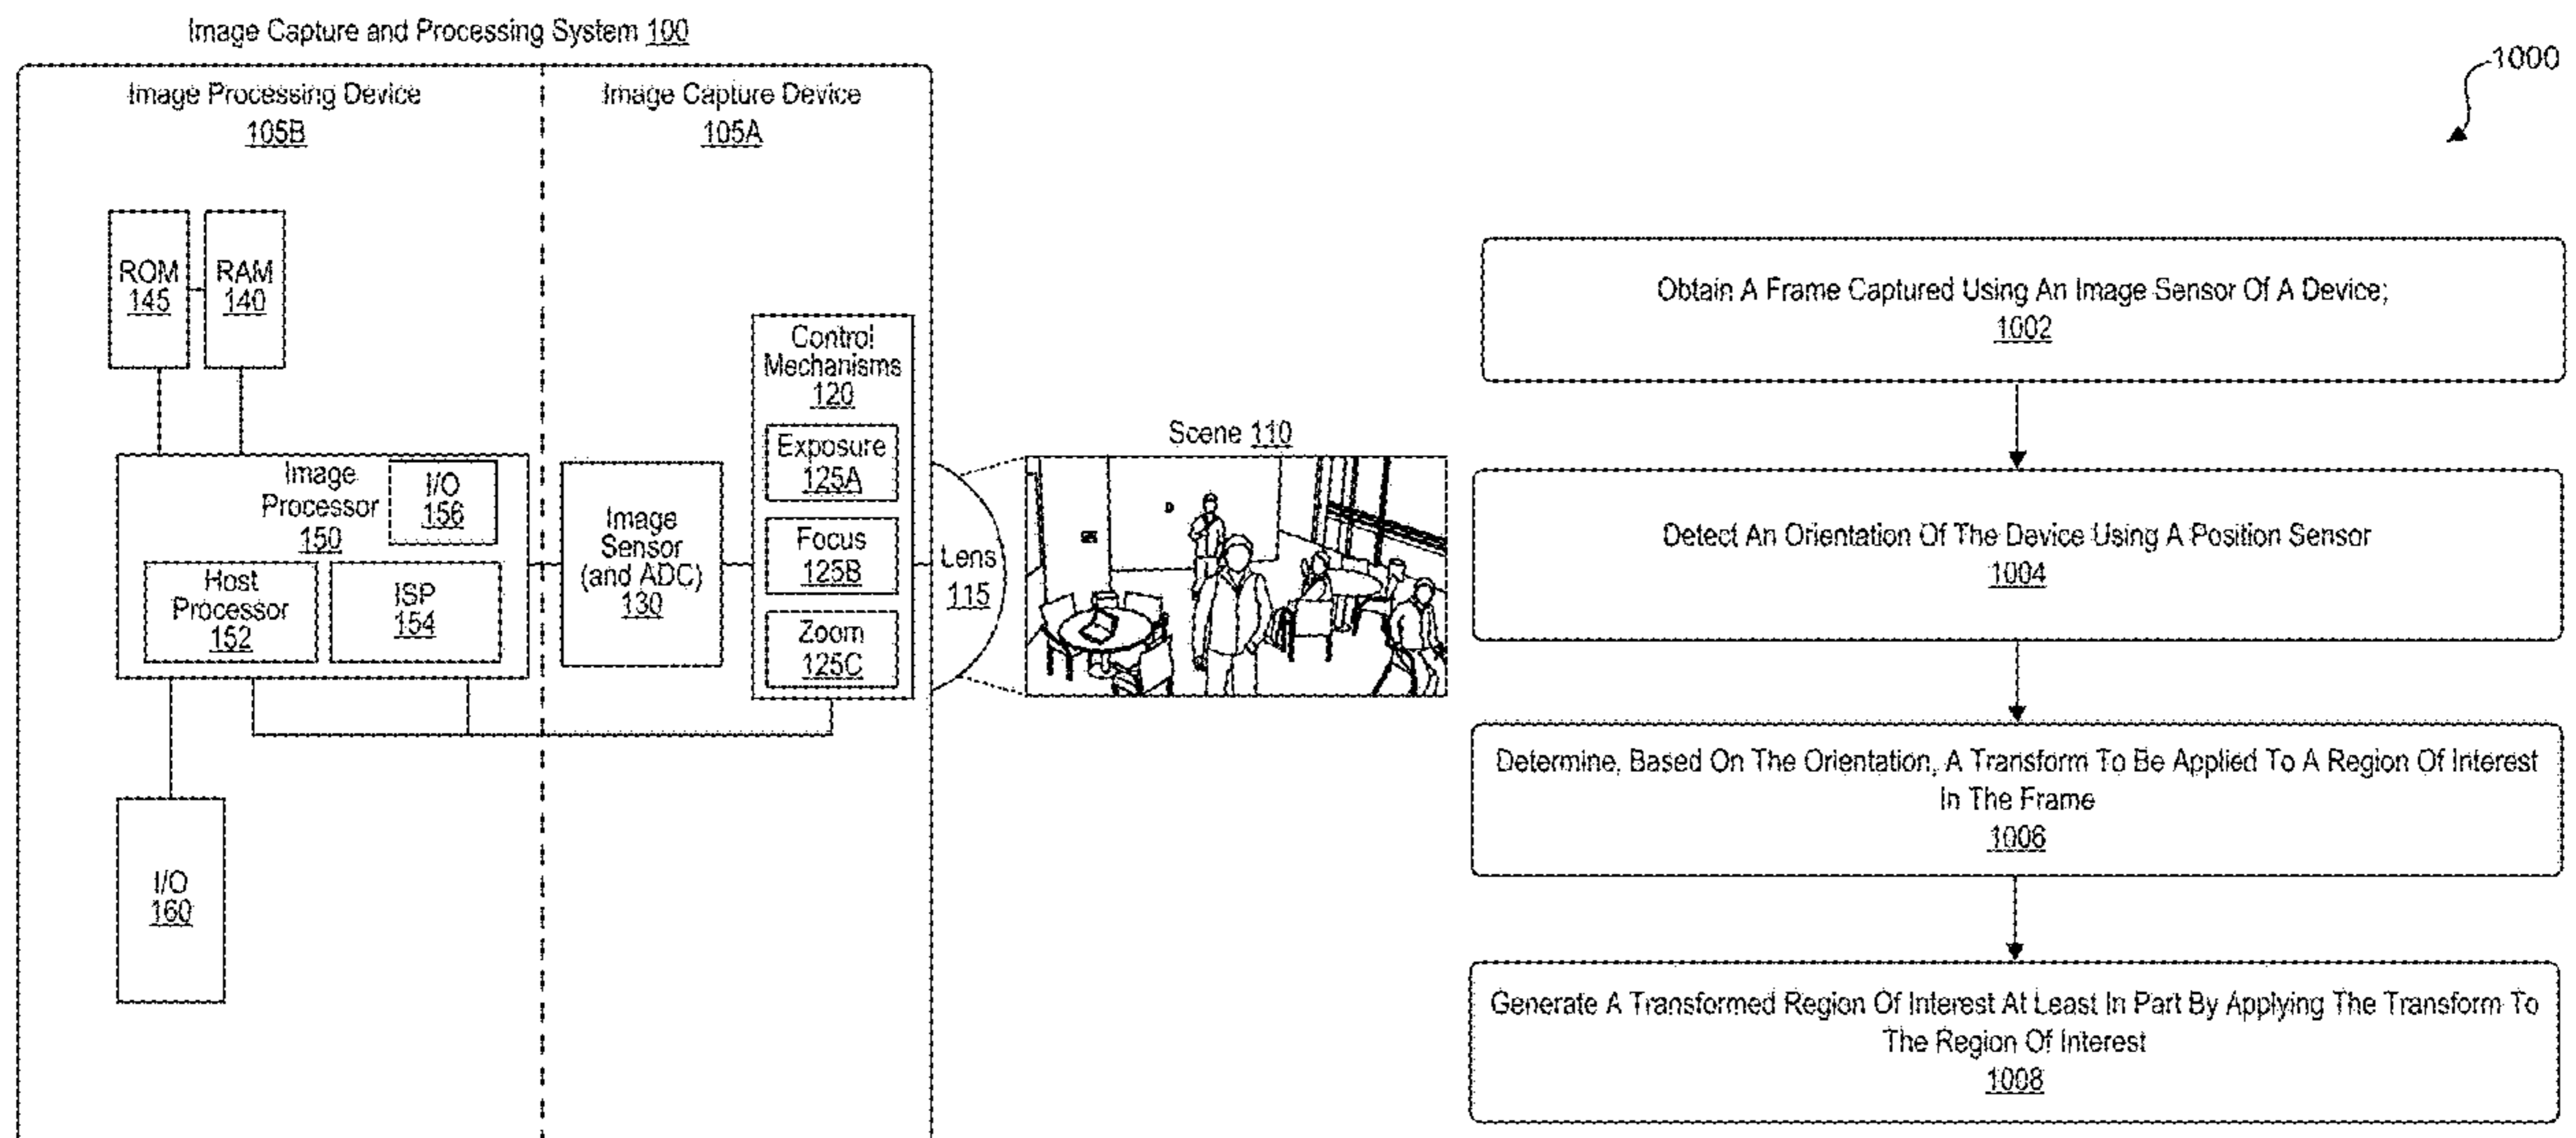 Image Capture and Processing System 100
Image Processing Device
105B
Image Capture Device
105A
ROM
145
RAM
140
Control
Mechanisms
120
Exposure
125A
Focus
125B
Zoom
125C
Image
Processor
150
I/O
156
Host
Processor
152
ISP
154
Image
Sensor
(and ADC)
130
Lens
115
Scene 110
I/O
160
1000
Obtain A Frame Captured Using An Image Sensor Of A Device;
1002
Detect An Orientation Of The Device Using A Position Sensor
1004
Determine, Based On The Orientation, A Transform To Be Applied To A Region Of Interest
In The Frame
1006
Generate A Transformed Region Of Interest At Least In Part By Applying The Transform To
The Region Of Interest
1008